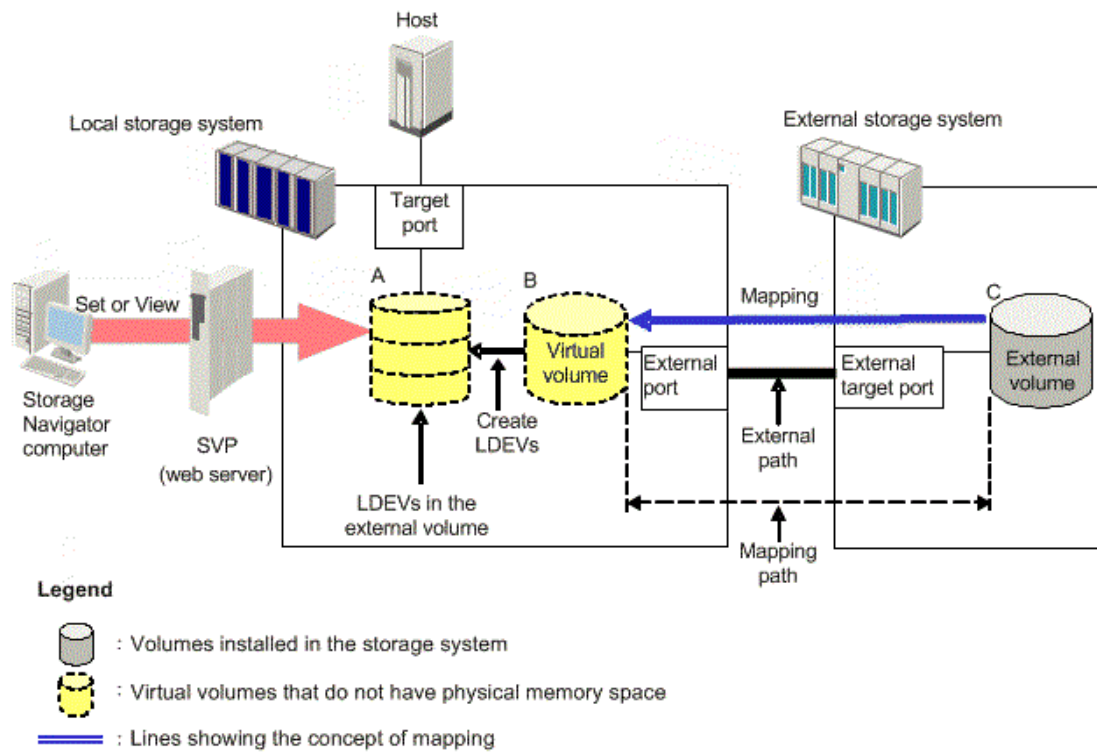 Host
Local storage system
External storage system
Target
port
A
B
C
Set or View
Mapping
Virtual
volume
External
port
External
target port
External
volume
Storage
Navigator
computer
SVP
(web server)
Create
LDEVs
External
path
LDEVs in the
external volume
Mapping
path
Legend
: Volumes installed in the storage system
: Virtual volumes that do not have physical memory space
: Lines showing the concept of mapping